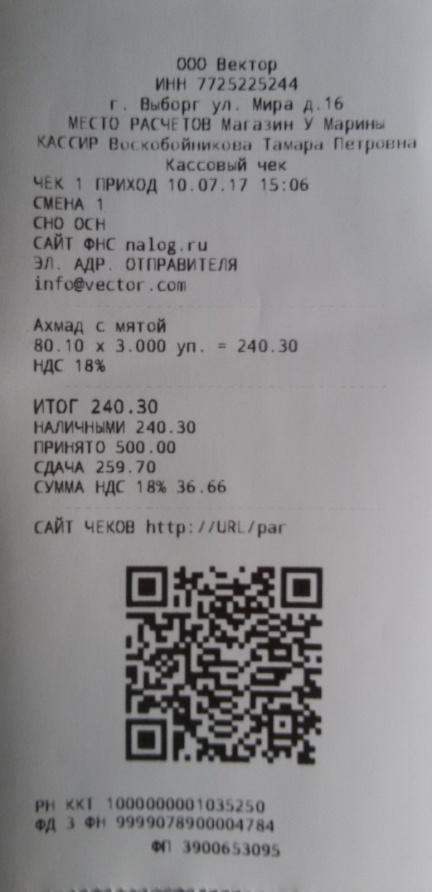 ООО Вектор
ИНН 7725225244
г. Выборг ул. Мира д.16
МЕСТО РАСЧЕТОВ Магазин У Марины
КАССИР Воскобойникова Тамара Петровна
Кассовый чек
ЧЕК 1 ПРИХОД 10.07.17 15:06
СМЕНА 1
СНО ОСН
САЙТ ФНС nalog.ru
ЭЛ. АДР. ОТПРАВИТЕЛЯ
info@vector.com
Ахмад с мятой
80.10 x 3.000 уп. = 240.30
НДС 18%
ИТОГ 240.30
НАЛИЧНЫМИ 240.30
ПРИНЯТО 500.00
СДАЧА 259.70
СУММА НДС 18% 36.66
САЙТ ЧЕКОВ http://URL/par
РН ККТ 1000000001035250
ФД 3 ФН 9999078900004784
ФП 3900653095